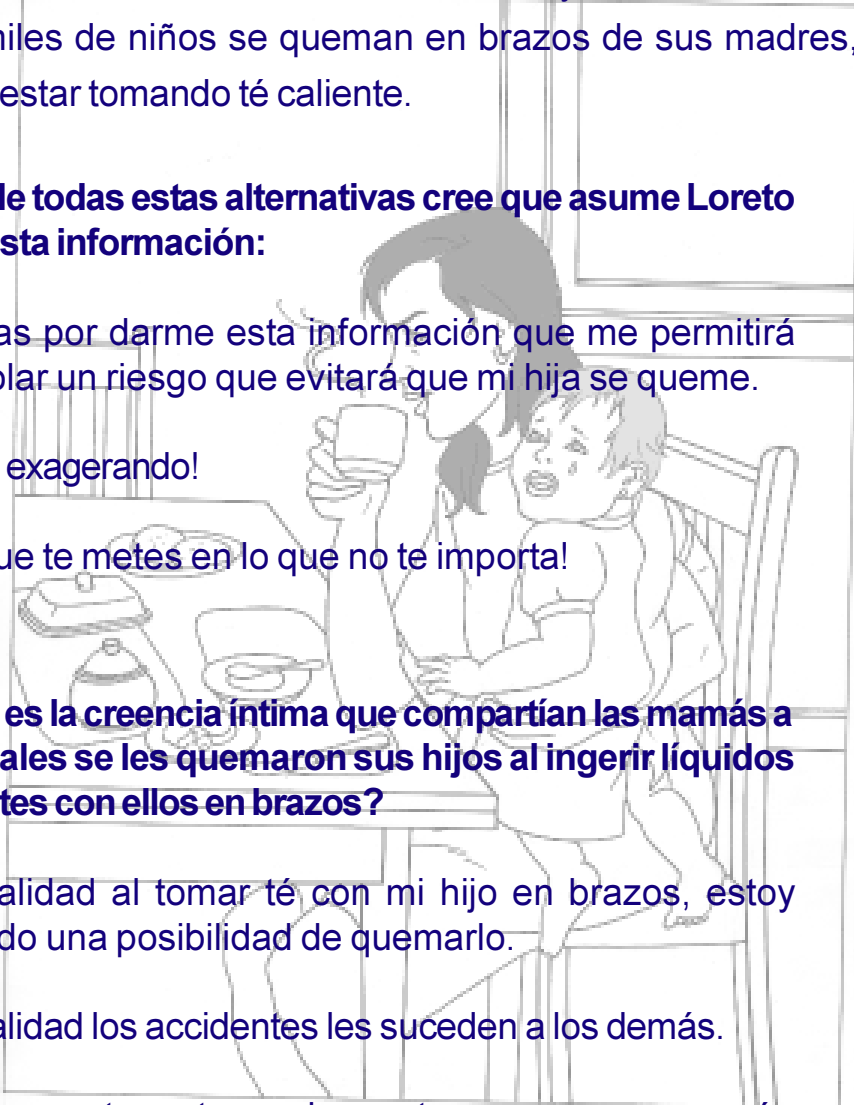 niles de niños se queman en brazos de sus madres,
estar tomando té caliente.
de todas estas alternativas cree que asume Loreto
sta información:
as por darme esta información que me permitirá
olar un riesgo que evitará que mi hija se queme.
exagerando!
ue te metes en lo que no te importa!
es la creencia íntima que compartían las mamás a
ales se les quemaron sus hijos al ingerir líquidos
tes con ellos en brazos?
alidad al tomar té con mi hijo en brazos, estoy
do una posibilidad de quemarlo.
alidad los accidentes les suceden a los demás.